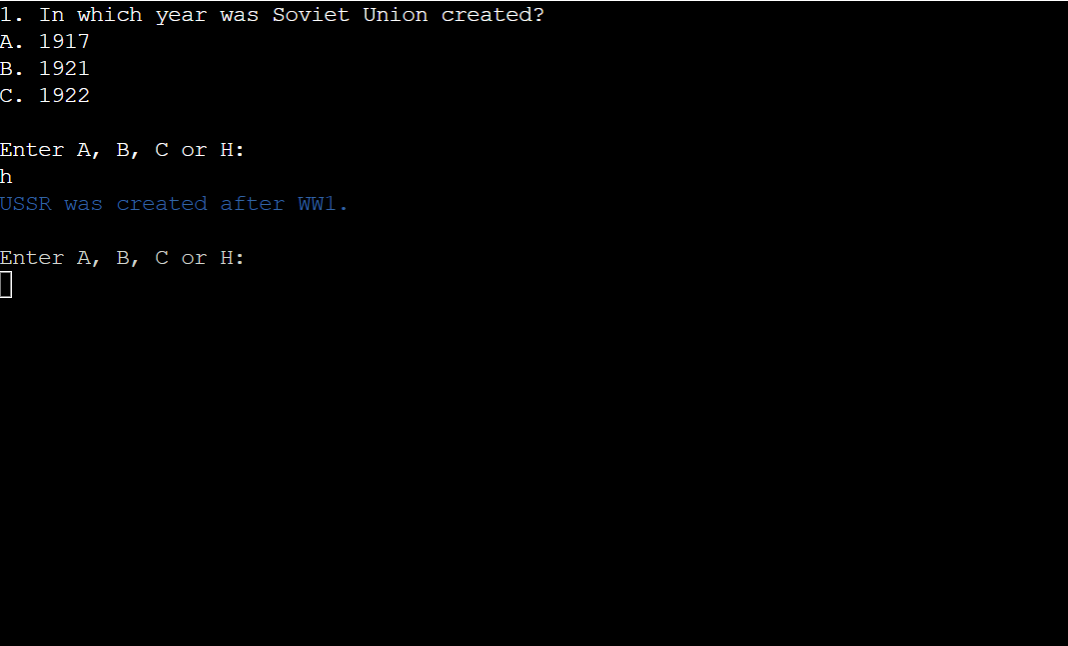 1. In which year was Soviet Union created?
A. 1917
B. 1921
C. 1922
Enter A, B, C or H:
h
USSR was created after WW1.
Enter A, B, C or H: